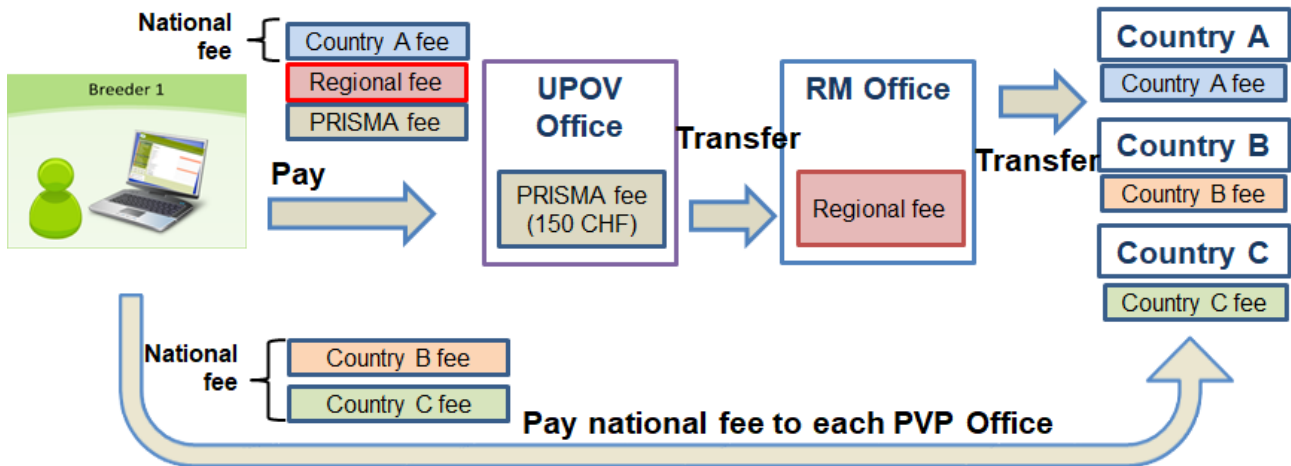 National
fee
Country A fee
Regional fee
PRISMA fee
Breeder 1
Pay
UPOV
Office
PRISMA fee
(150 CHF)
Transfer
RM Office
Regional fee
Transfer
Country A
Country A fee
Country B
Country B fee
Country C
Country C fee
National
fee
Country B fee
Country C fee
Pay national fee to each PVP Office